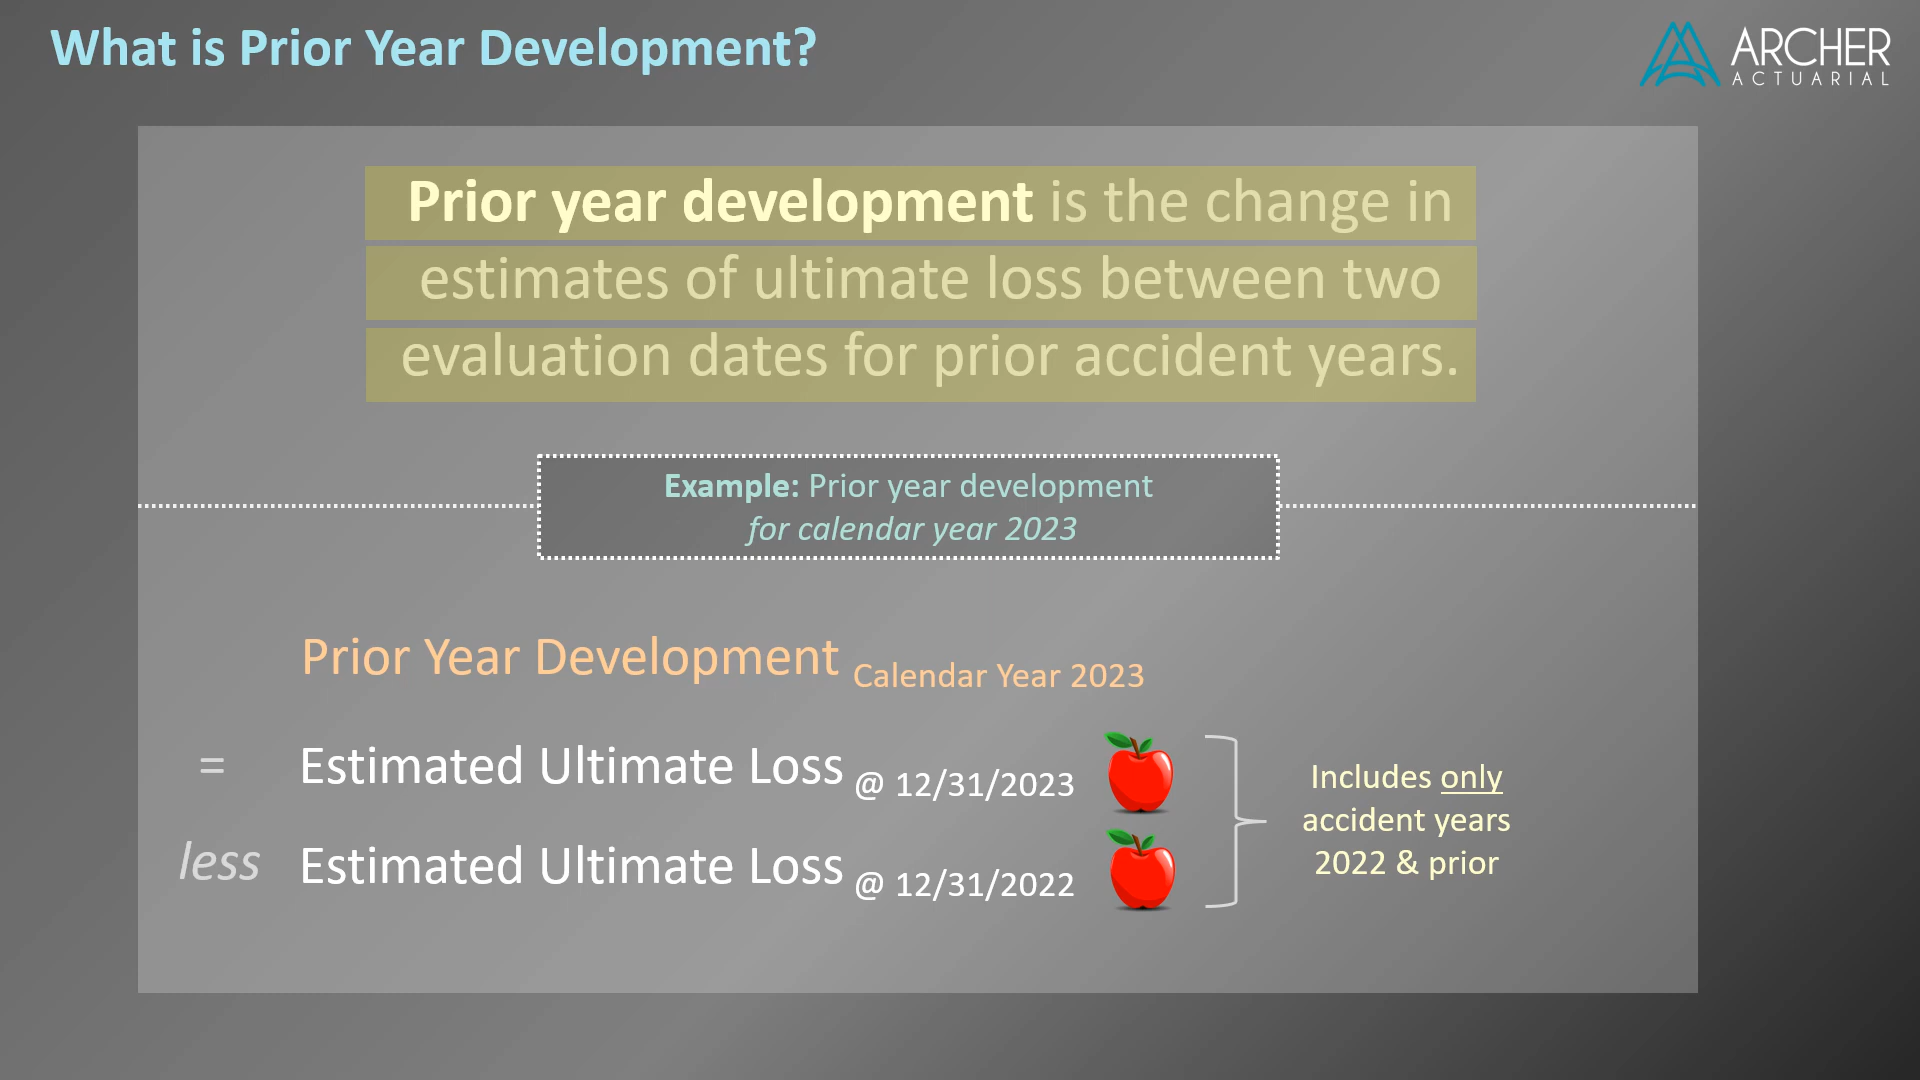 What is Prior Year Development?
ARCHER
ACTUARIAL
Prior year development is the change in
estimates of ultimate loss between two
evaluation dates for prior accident years.
Example: Prior year development
for calendar year 2023
Prior Year Development Calendar Year 2023
= Estimated Ultimate Loss @ 12/31/2023
less Estimated Ultimate Loss @ 12/31/2022
Includes only
accident years
2022 & prior